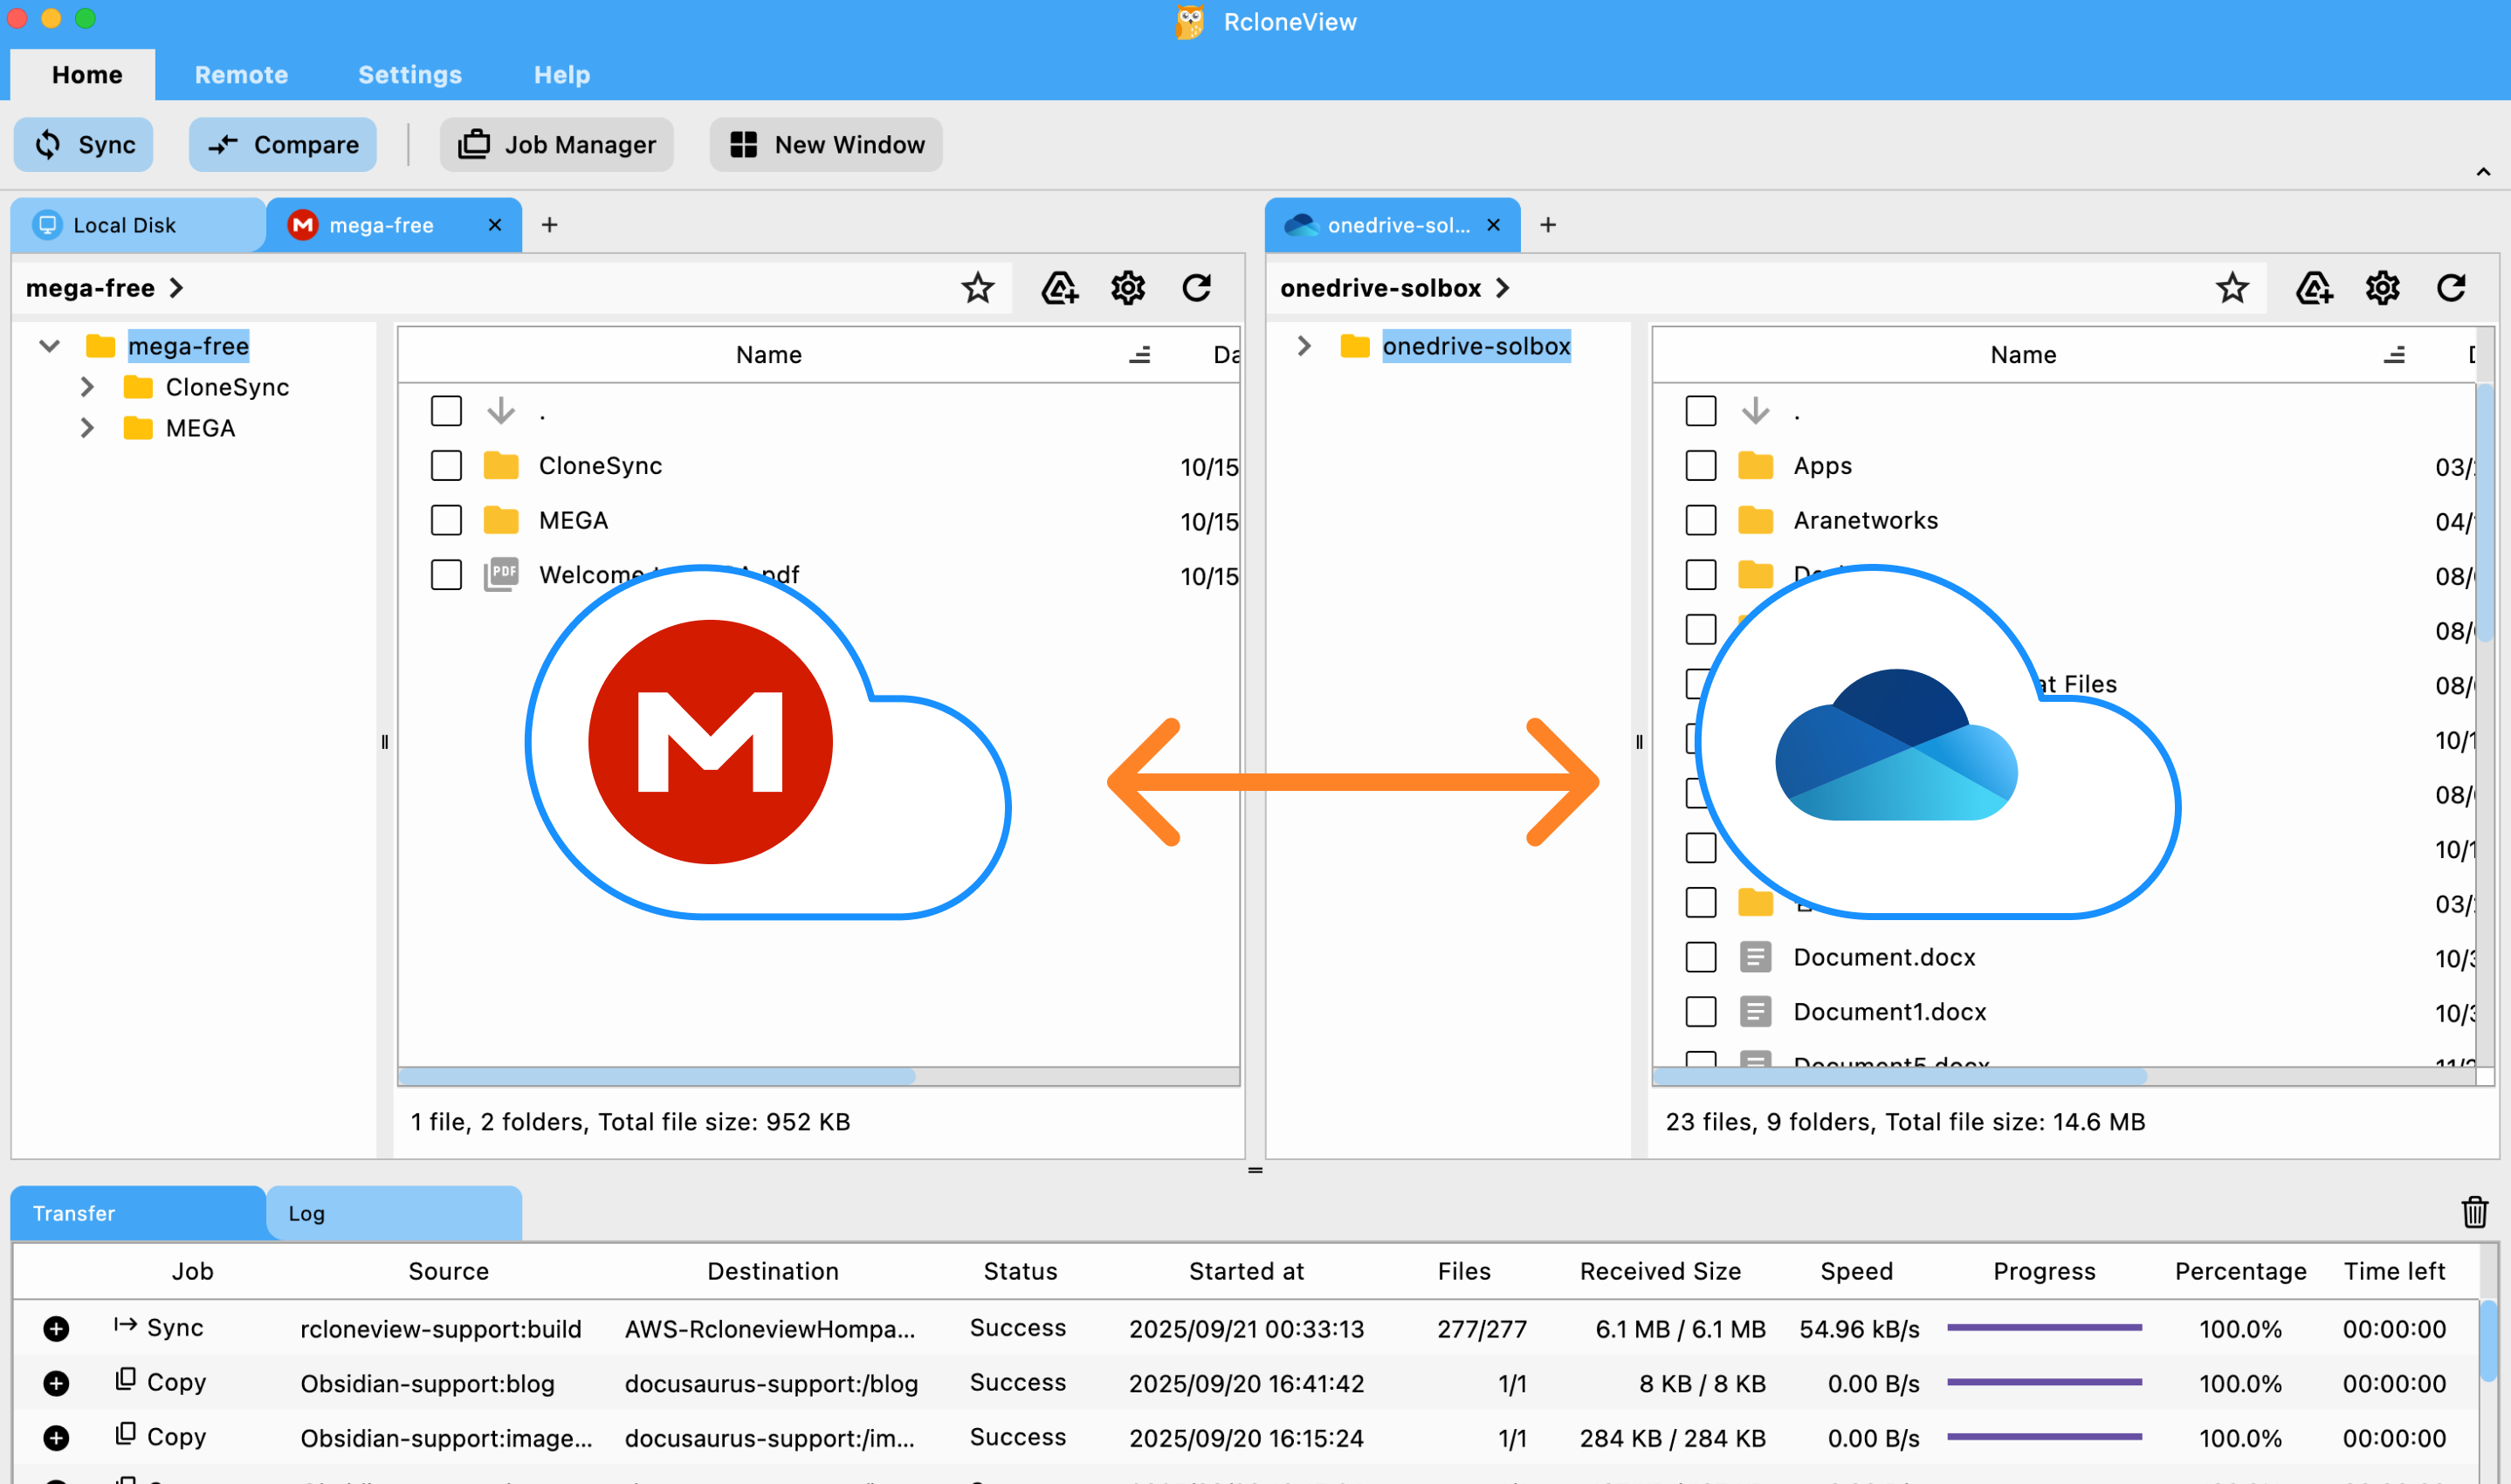 RcloneView
Home Remote Settings Help
Sync Compare Job Manager New Window
Local Disk mega-free × +
onedrive-sol... × +
mega-free >
mega-free
CloneSync
MEGA
Name
.
CloneSync 10/15
MEGA 10/15
PDF Welcome .pdf 10/15
1 file, 2 folders, Total file size: 952 KB
onedrive-solbox >
onedrive-solbox
Name
.
Apps 03/
Aranetworks 04/
08/
08/
Files 08/
10/1
08/
10/1
03/
Document.docx 10/3
Document1.docx 10/3
Document5.docx 11/2
23 files, 9 folders, Total file size: 14.6 MB
Transfer Log
Job Source Destination Status Started at Files Received Size Speed Progress Percentage Time left
Sync rcloneview-support:build AWS-RcloneviewHompa... Success 2025/09/21 00:33:13 277/277 6.1 MB / 6.1 MB 54.96 kB/s 100.0% 00:00:00
Copy Obsidian-support:blog docusaurus-support:/blog Success 2025/09/20 16:41:42 1/1 8 KB / 8 KB 0.00 B/s 100.0% 00:00:00
Copy Obsidian-support:image... docusaurus-support:/im... Success 2025/09/20 16:15:24 1/1 284 KB / 284 KB 0.00 B/s 100.0% 00:00:00